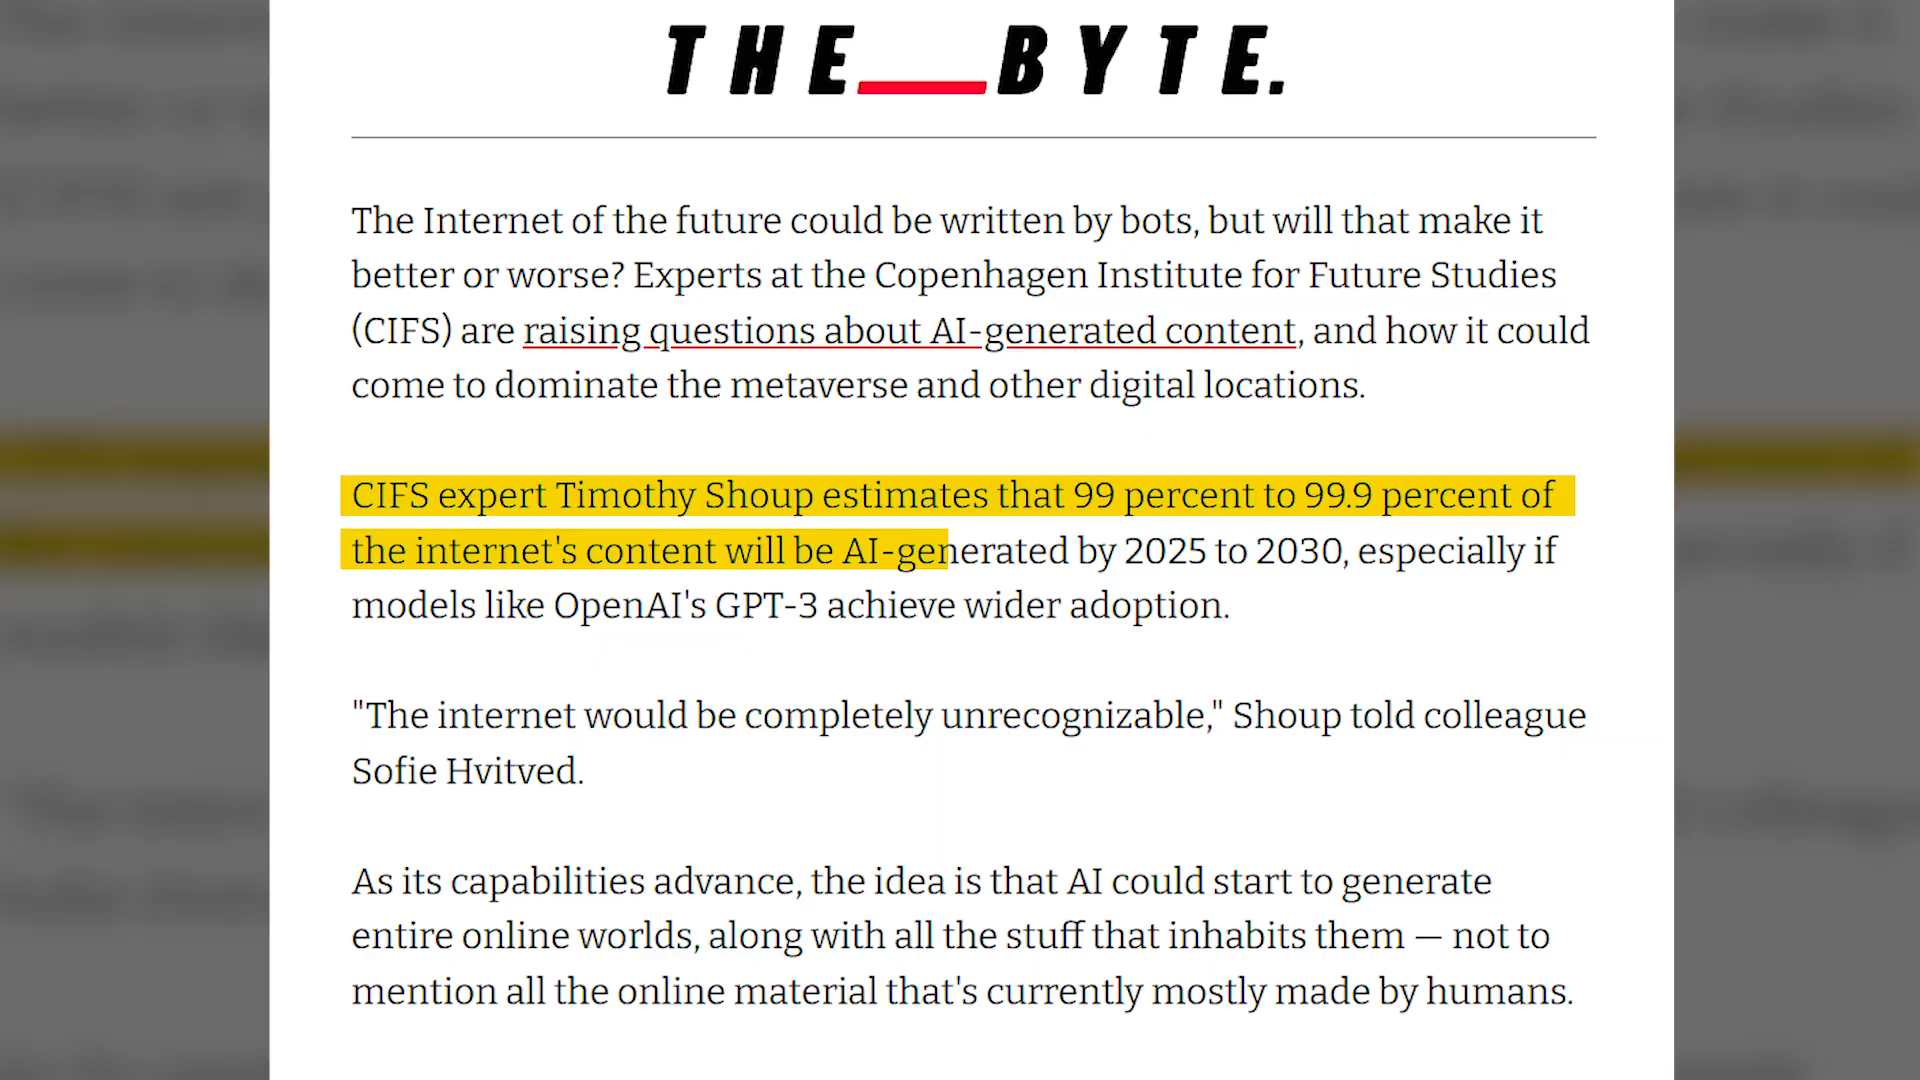 THE_BYTE.
The Internet of the future could be written by bots, but will that make it
better or worse? Experts at the Copenhagen Institute for Future Studies
(CIFS) are raising questions about AI-generated content, and how it could
come to dominate the metaverse and other digital locations.
CIFS expert Timothy Shoup estimates that 99 percent to 99.9 percent of
the internet's content will be AI-generated by 2025 to 2030, especially if
models like OpenAI's GPT-3 achieve wider adoption.
"The internet would be completely unrecognizable," Shoup told colleague
Sofie Hvitved.
As its capabilities advance, the idea is that AI could start to generate
entire online worlds, along with all the stuff that inhabits them — not to
mention all the online material that's currently mostly made by humans.